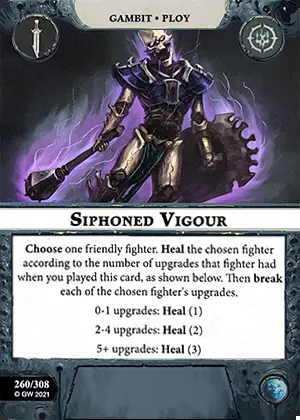 GAMBIT • PLOY
SIPHONED VIGOUR
Choose one friendly fighter. Heal the chosen fighter
according to the number of upgrades that fighter had
when you played this card, as shown below. Then break
each of the chosen fighter's upgrades.
0-1 upgrades: Heal (1)
2-4 upgrades: Heal (2)
5+ upgrades: Heal (3)
260/308
© GW 2021